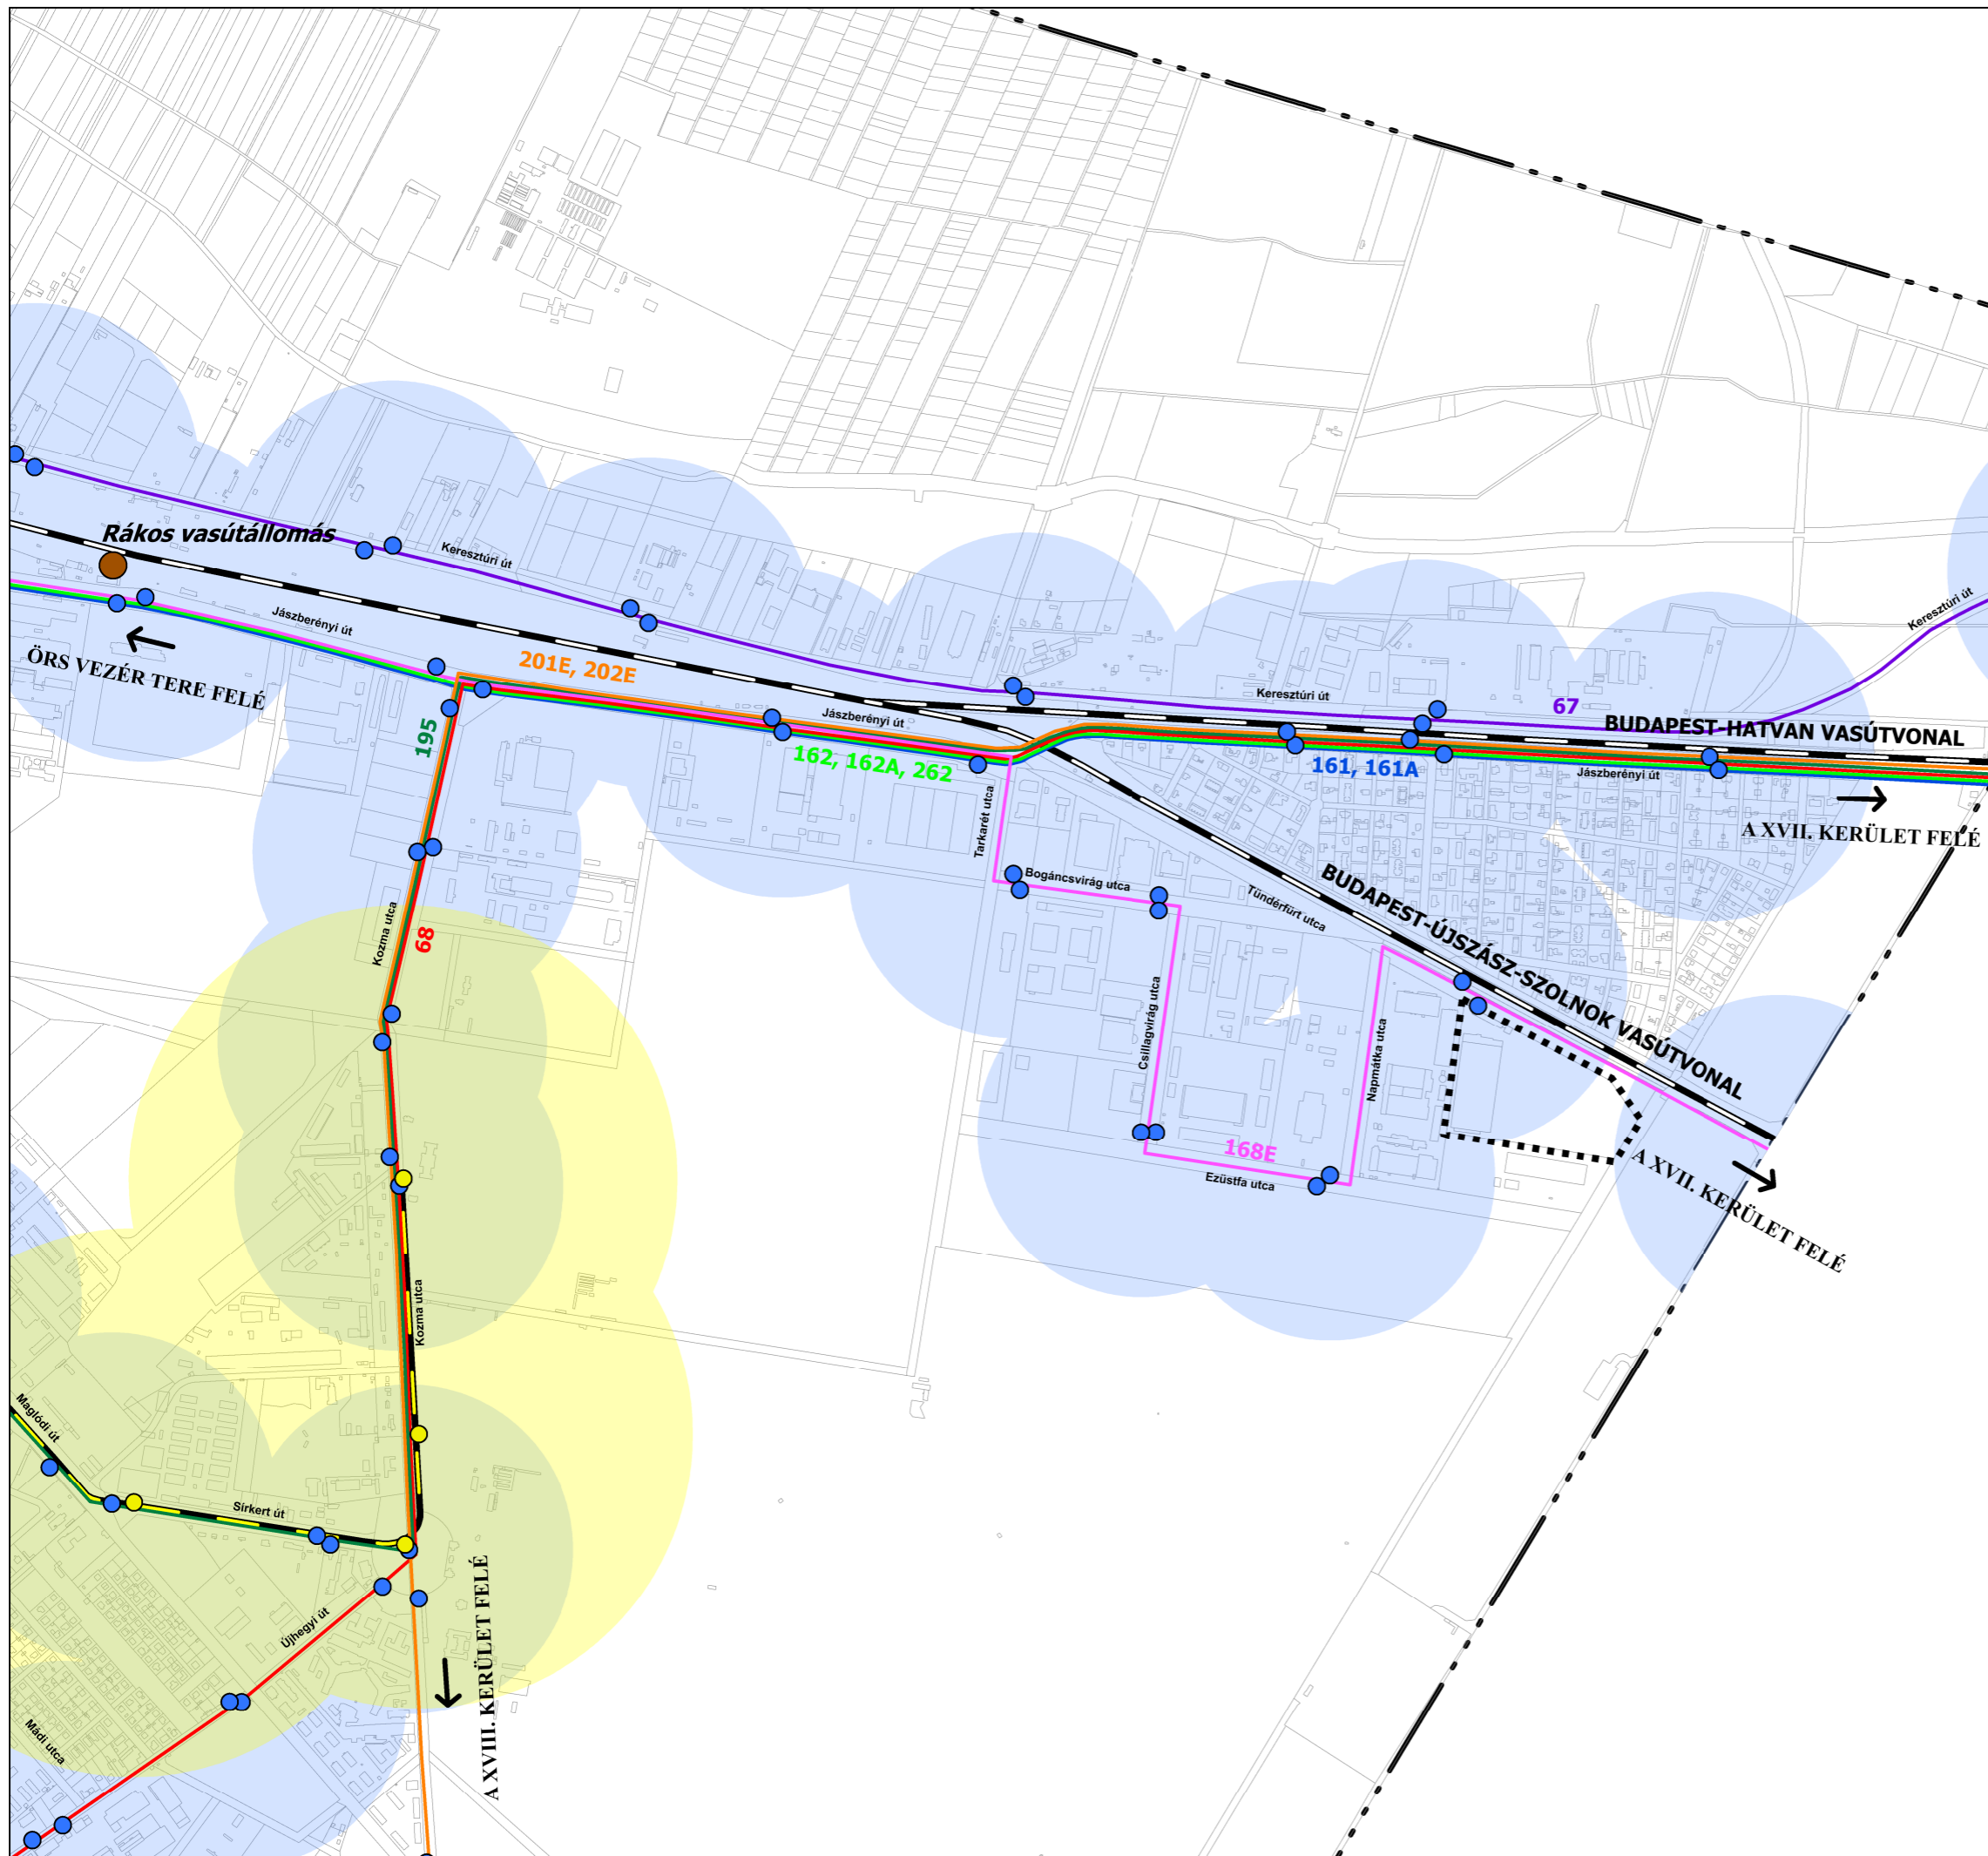 Rákos vasútállomás
Keresztúri út
Keresztúri út
Jászberényi út
ÖRS VEZÉR TERE FELÉ
201E, 202E
195
Jászberényi út
162, 162A, 262
Keresztúri út
67
BUDAPEST-HATVAN VASÚTVONAL
161, 161A
Jászberényi út
A XVII. KERÜLET FELÉ
Tarkarét utca
Bogáncsvirág utca
Tündérfürt utca
BUDAPEST-ÚJSZÁSZ-SZOLNOK VASÚTVONAL
Kozma utca
68
Csillagvirág utca
Napmátka utca
168E
Ezüstfa utca
A XVII. KERÜLET FELÉ
Kozma utca
Maglódi út
Sírkert út
Újhegyi út
A XVIII. KERÜLET FELÉ
Mádi utca